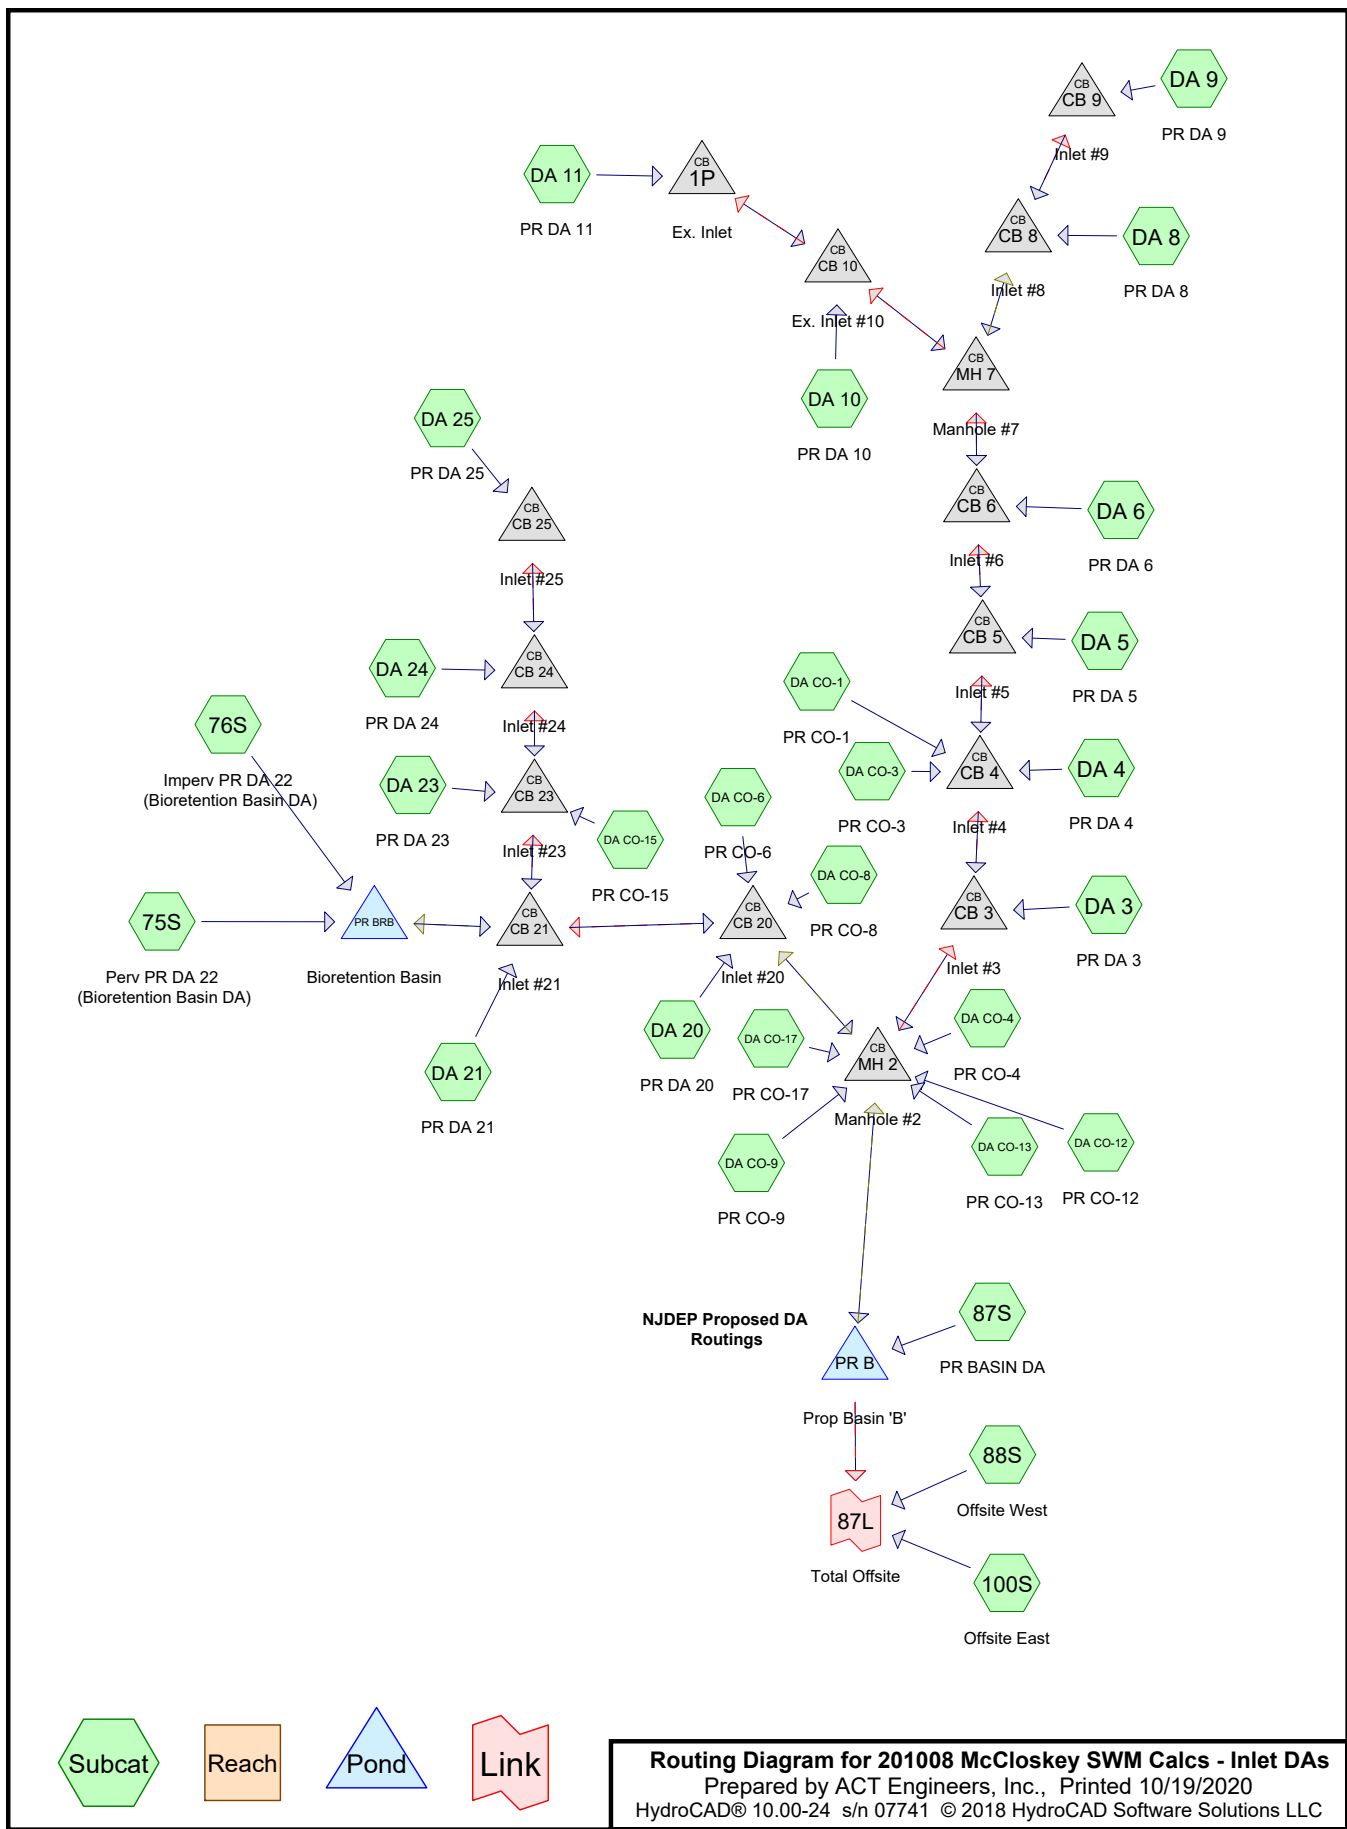 CB
CB 9
DA 9
PR DA 9
Inlet #9
CB
1P
DA 11
PR DA 11
Ex. Inlet
CB
CB 8
DA 8
PR DA 8
Inlet #8
CB
CB 10
Ex. Inlet #10
CB
MH 7
DA 10
PR DA 10
Manhole #7
DA 25
PR DA 25
CB
CB 25
Inlet #25
CB
CB 6
DA 6
PR DA 6
Inlet #6
CB
CB 5
DA 5
PR DA 5
Inlet #5
DA 24
PR DA 24
CB
CB 24
Inlet #24
DA CO-1
PR CO-1
76S
Imperv PR DA 22
(Bioretention Basin DA)
DA 23
PR DA 23
CB
CB 23
Inlet #23
DA CO-15
PR CO-15
DA CO-6
PR CO-6
DA CO-3
PR CO-3
CB
CB 4
DA 4
PR DA 4
Inlet #4
DA CO-8
PR CO-8
75S
Perv PR DA 22
(Bioretention Basin DA)
PR BRB
Bioretention Basin
CB
CB 21
Inlet #21
CB
CB 20
Inlet #20
CB
CB 3
DA 3
PR DA 3
Inlet #3
DA 21
PR DA 21
DA 20
PR DA 20
DA CO-17
PR CO-17
CB
MH 2
Manhole #2
DA CO-4
PR CO-4
DA CO-9
PR CO-9
DA CO-13
PR CO-13
DA CO-12
PR CO-12
NJDEP Proposed DA
Routings
PR B
Prop Basin 'B'
87S
PR BASIN DA
88S
Offsite West
87L
Total Offsite
100S
Offsite East
Subcat
Reach
Pond
Link
Routing Diagram for 201008 McCloskey SWM Calcs - Inlet DAs
Prepared by ACT Engineers, Inc., Printed 10/19/2020
HydroCAD® 10.00-24 s/n 07741 © 2018 HydroCAD Software Solutions LLC